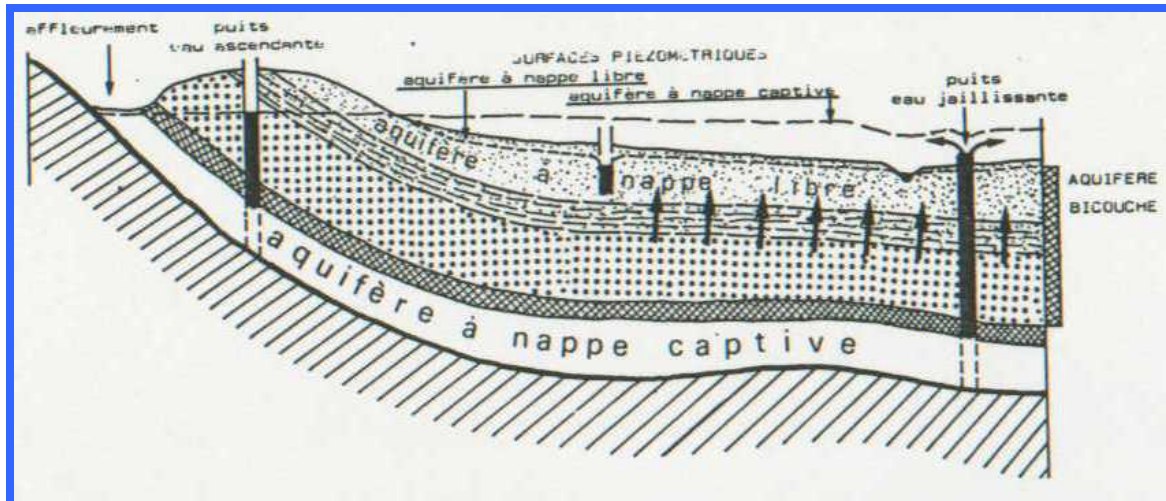 affleurement
puits
eau ascendante
SURFACES PIEZOMETRIQUES
aquifère à nappe libre
aquifère à nappe captive
puits
eau jaillissante
aquifère à nappe libre
AQUIFERE
BICOUCHE
aquifère à nappe captive